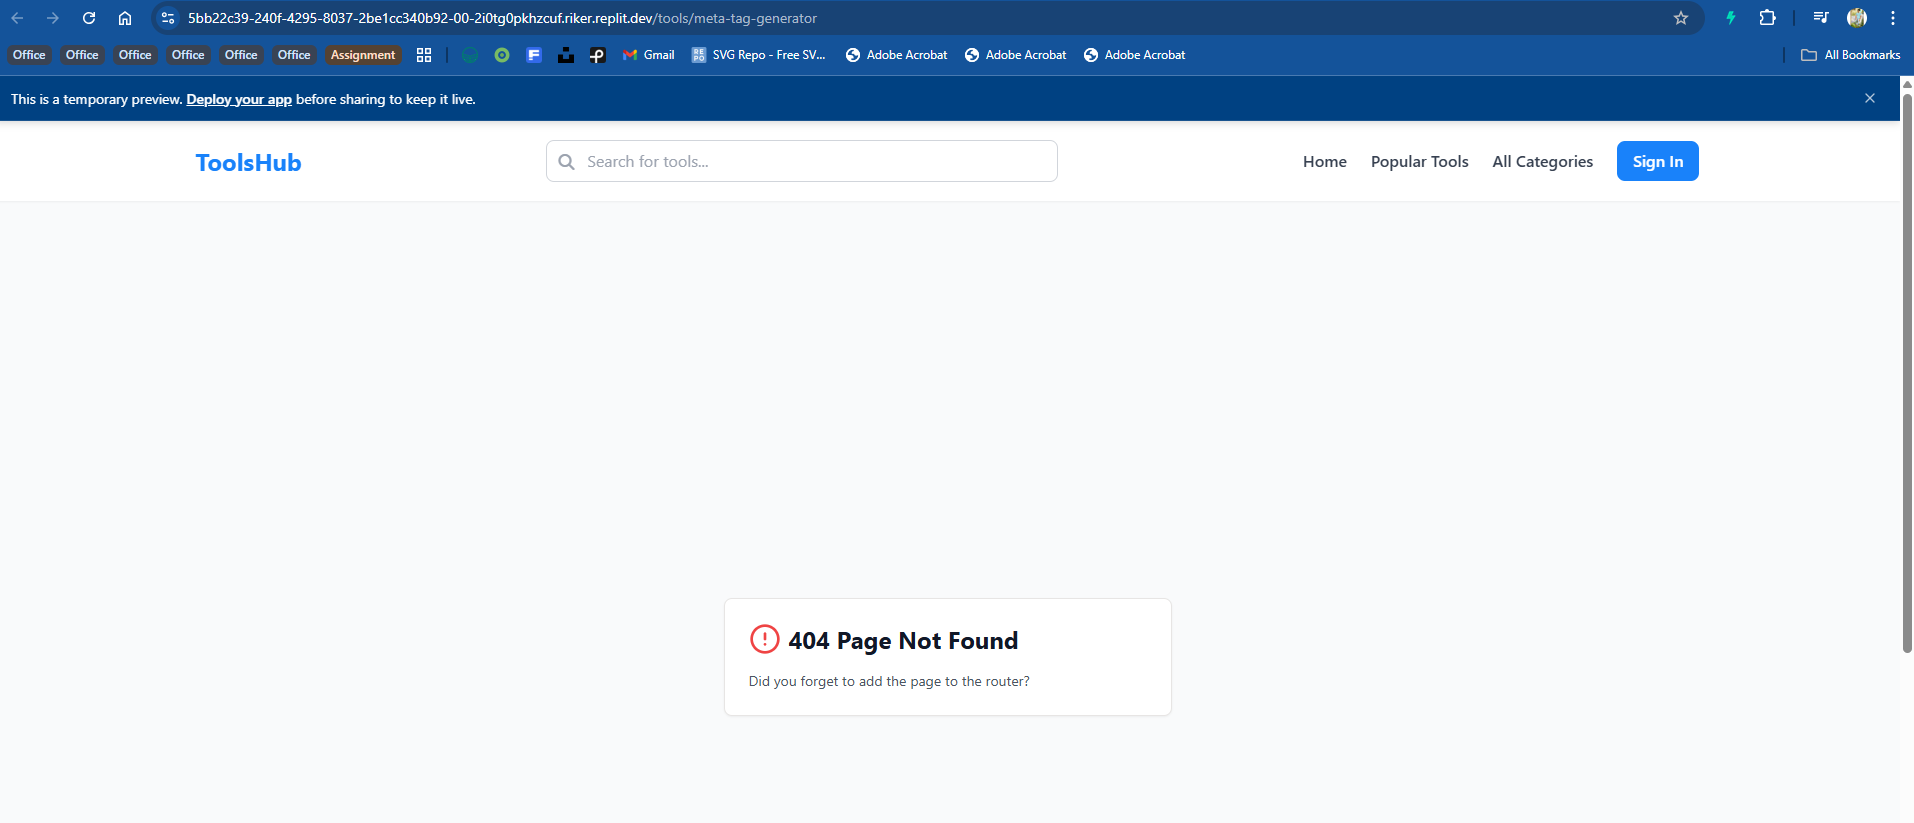 5bb22c39-240f-4295-8037-2be1cc340b92-00-2i0tg0pkhzcuf.riker.replit.dev/tools/meta-tag-generator
Office Office Office Office Office Office Assignment Gmail RE PO SVG Repo - Free SV... Adobe Acrobat Adobe Acrobat Adobe Acrobat All Bookmarks
This is a temporary preview. Deploy your app before sharing to keep it live.
ToolsHub Search for tools... Home Popular Tools All Categories Sign In
404 Page Not Found
Did you forget to add the page to the router?